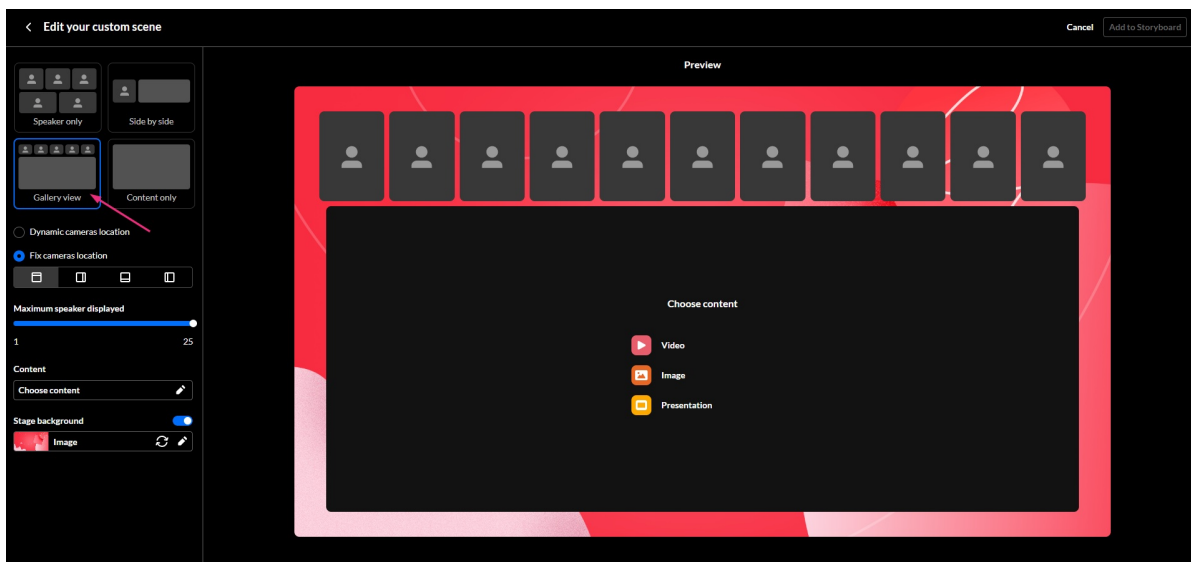 Edit your custom scene
Cancel
Add to Storyboard
Speaker only
Side by side
Gallery view
Content only
Dynamic cameras location
Fix cameras location
Maximum speaker displayed
1
25
Content
Choose content
Stage background
Image
Preview
Choose content
Video
Image
Presentation